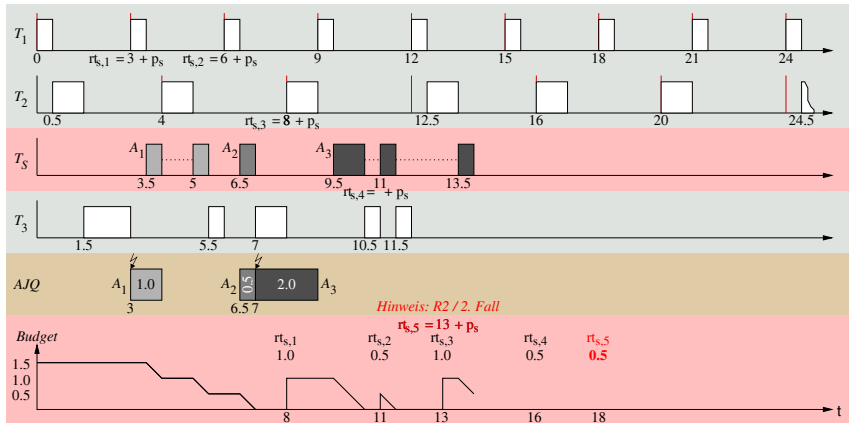 T1
0 3 6 9 12 15 18 21 24
rts,1 = 3 + ps rts,2 = 6 + ps
T2
0.5 4 8 12.5 16 20 24.5
rts,3 = 8 + ps
TS A1 A2 A3
3.5 5 6.5 9.5 11 13.5
rts,4 = + ps
T3
1.5 5.5 7 10.5 11.5
AJQ A1 1.0 A2 0.5 2.0 A3
3 6.5 7
Hinweis: R2 / 2. Fall
rts,5 = 13 + ps
Budget rts,1 rts,2 rts,3 rts,4 rts,5
1.0 0.5 1.0 0.5 0.5
1.5
1.0
0.5
8 11 13 16 18 t